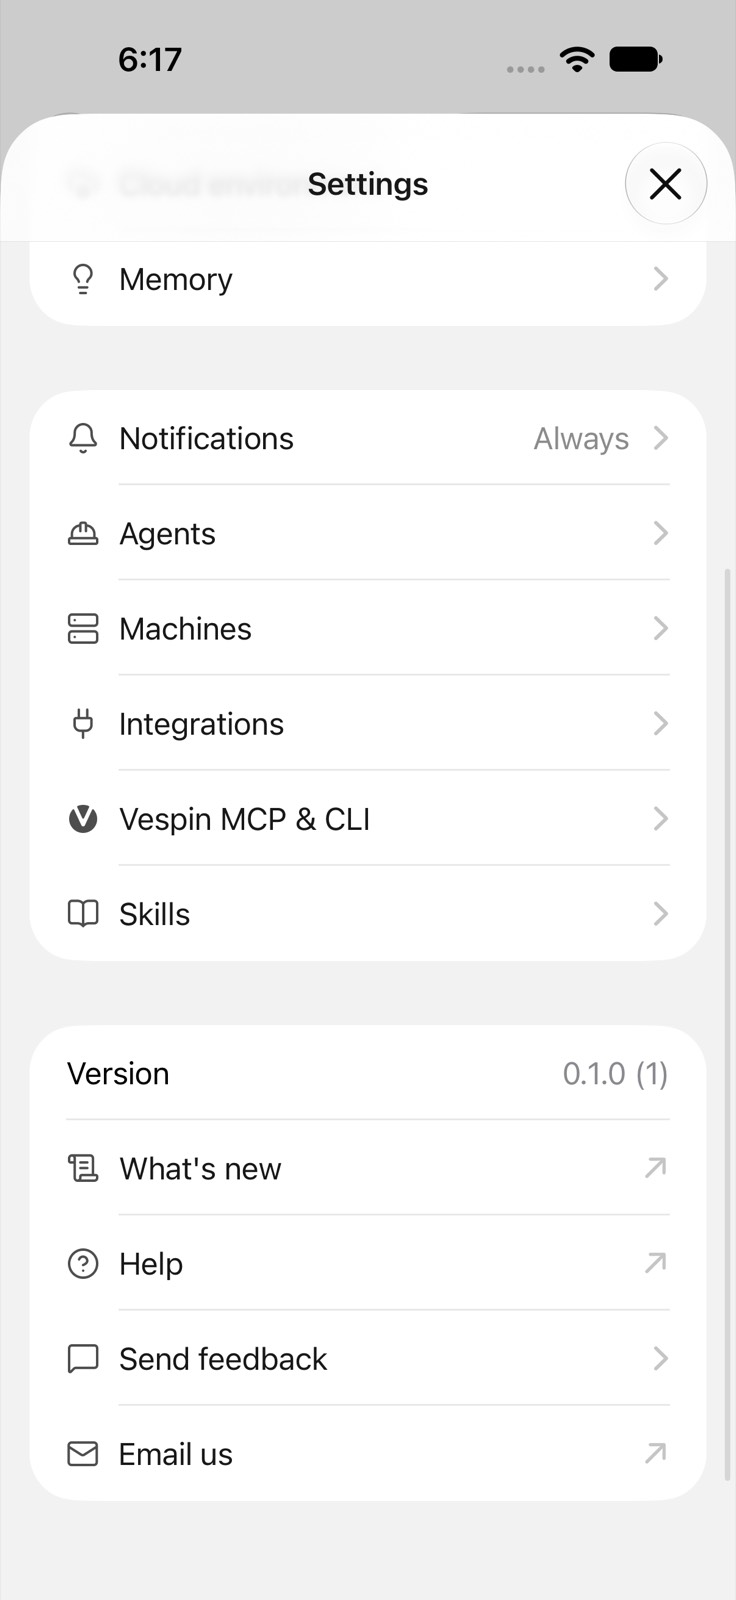 6:17
Settings
Memory
Notifications Always
Agents
Machines
Integrations
Vespin MCP & CLI
Skills
Version 0.1.0 (1)
What's new
Help
Send feedback
Email us